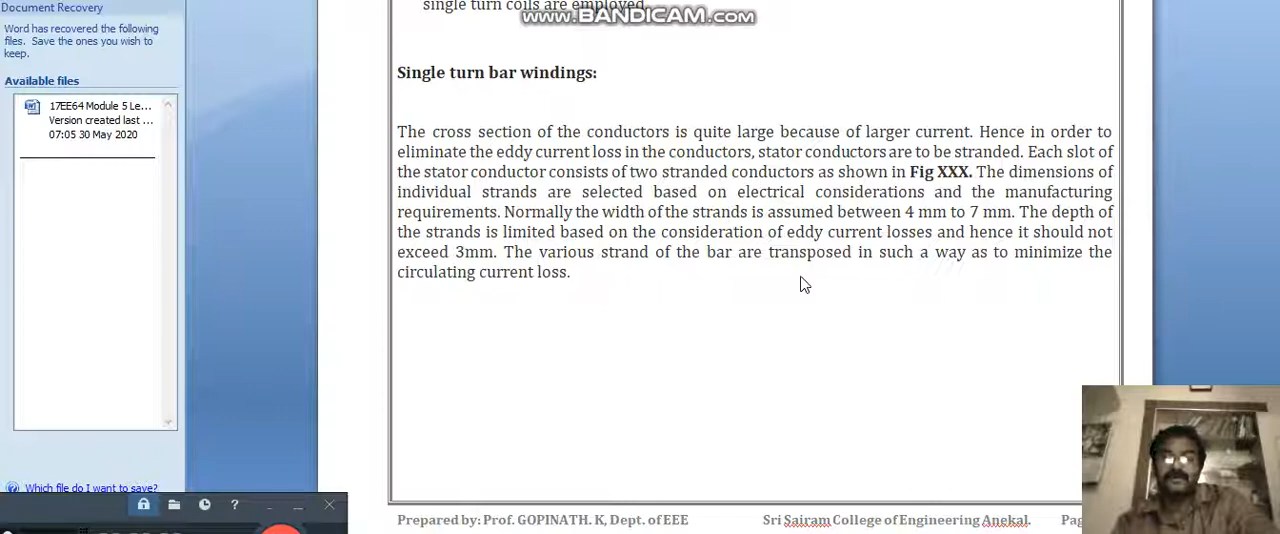 Document Recovery
Word has recovered the following
files. Save the ones you wish to
keep.
Available files
17EE64 Module 5 Le...
Version created last ...
07:05 30 May 2020
Which file do I want to save?
single turn coils are employed.
www.BANDICAM.com
Single turn bar windings:
The cross section of the conductors is quite large because of larger current. Hence in order to
eliminate the eddy current loss in the conductors, stator conductors are to be stranded. Each slot of
the stator conductor consists of two stranded conductors as shown in Fig XXX. The dimensions of
individual strands are selected based on electrical considerations and the manufacturing
requirements. Normally the width of the strands is assumed between 4 mm to 7 mm. The depth of
the strands is limited based on the consideration of eddy current losses and hence it should not
exceed 3mm. The various strand of the bar are transposed in such a way as to minimize the
circulating current loss.
Prepared by: Prof. GOPINATH. K, Dept. of EEE Sri Sairam College of Engineering Anekal. Pag